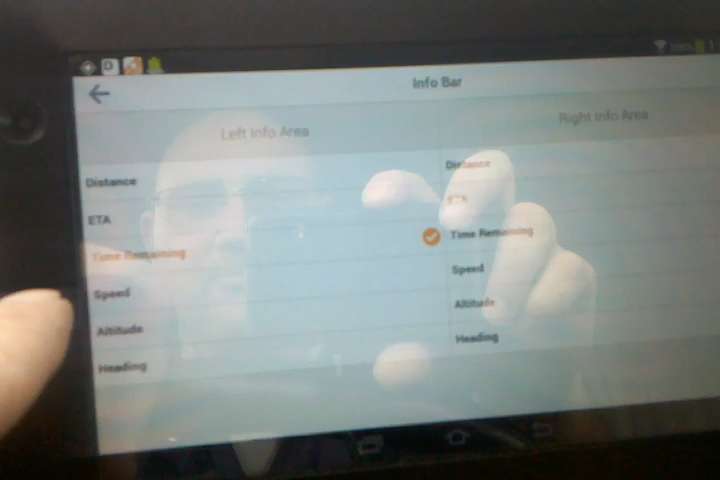 Info Bar
Left Info Area
Right Info Area
Distance
ETA
Time Remaining
Speed
Altitude
Heading
Distance
ETA
Time Remaining
Speed
Altitude
Heading